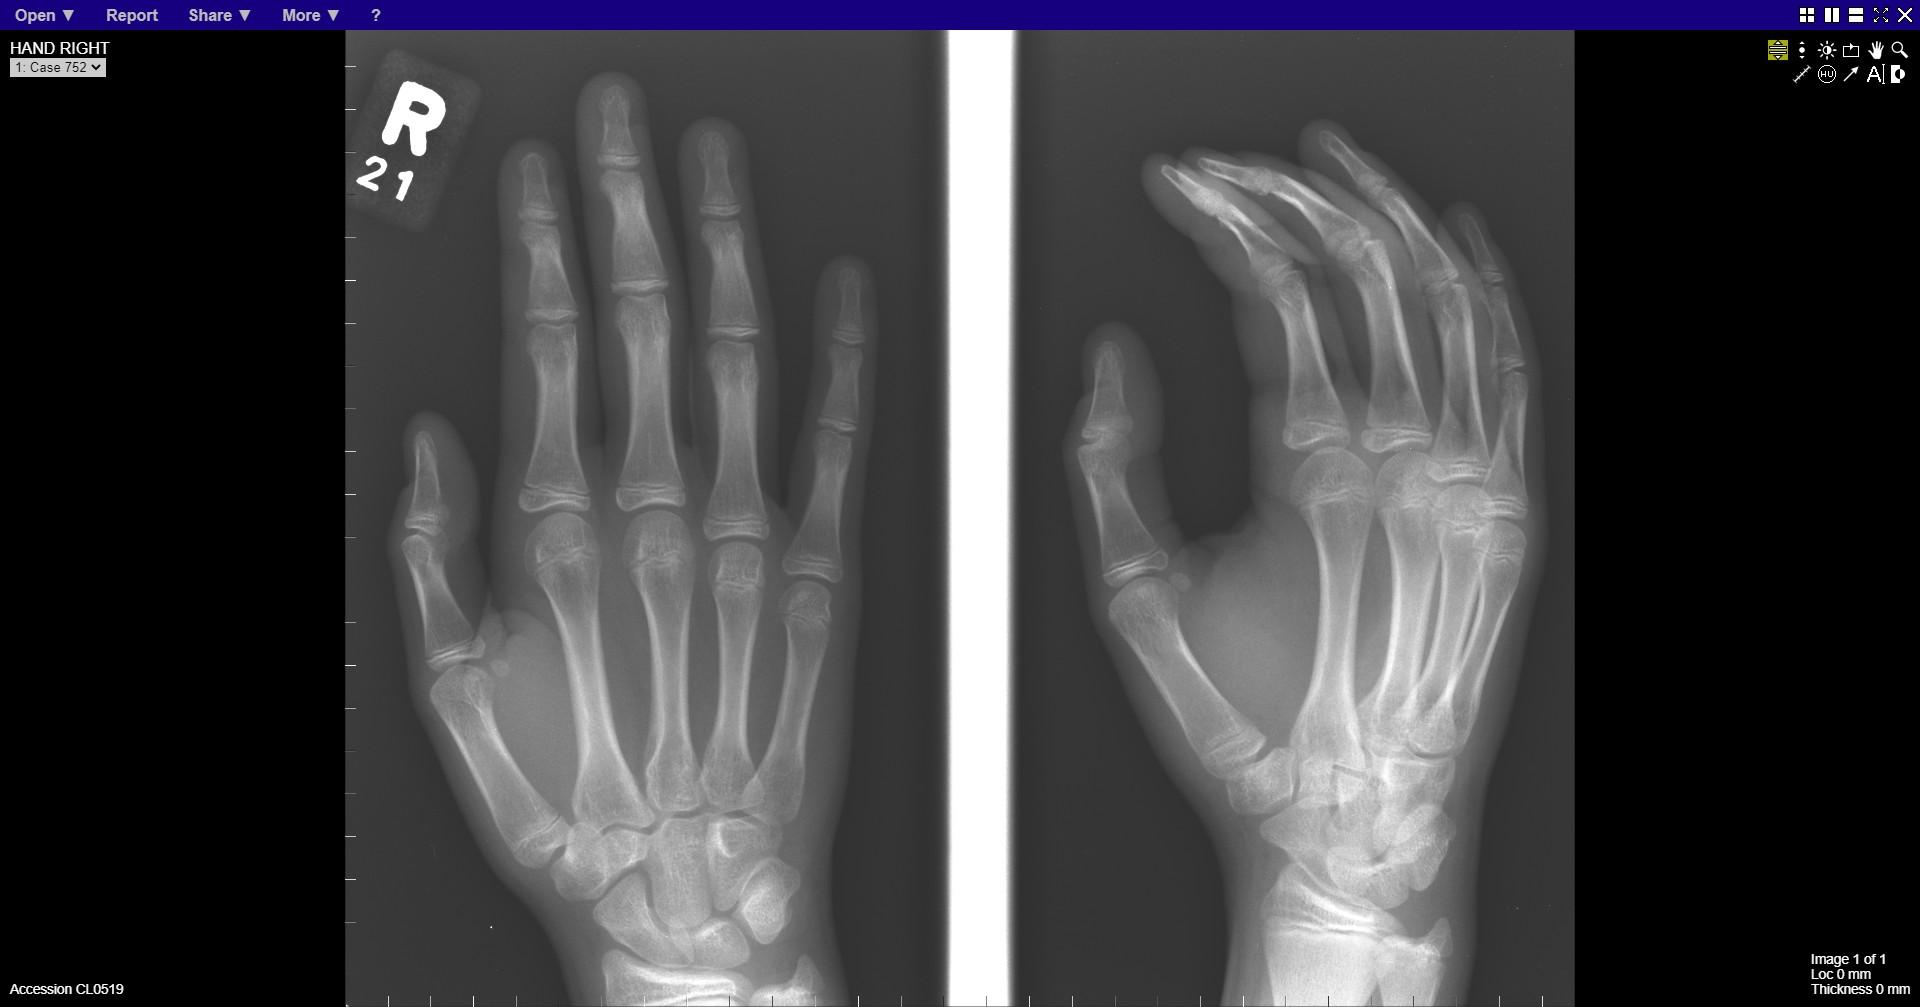 Open ▼ Report Share ▼ More ▼ ?
HAND RIGHT
1: Case 752
R
21
HU
A
Accession CL0519
Image 1 of 1
Loc 0 mm
Thickness 0 mm